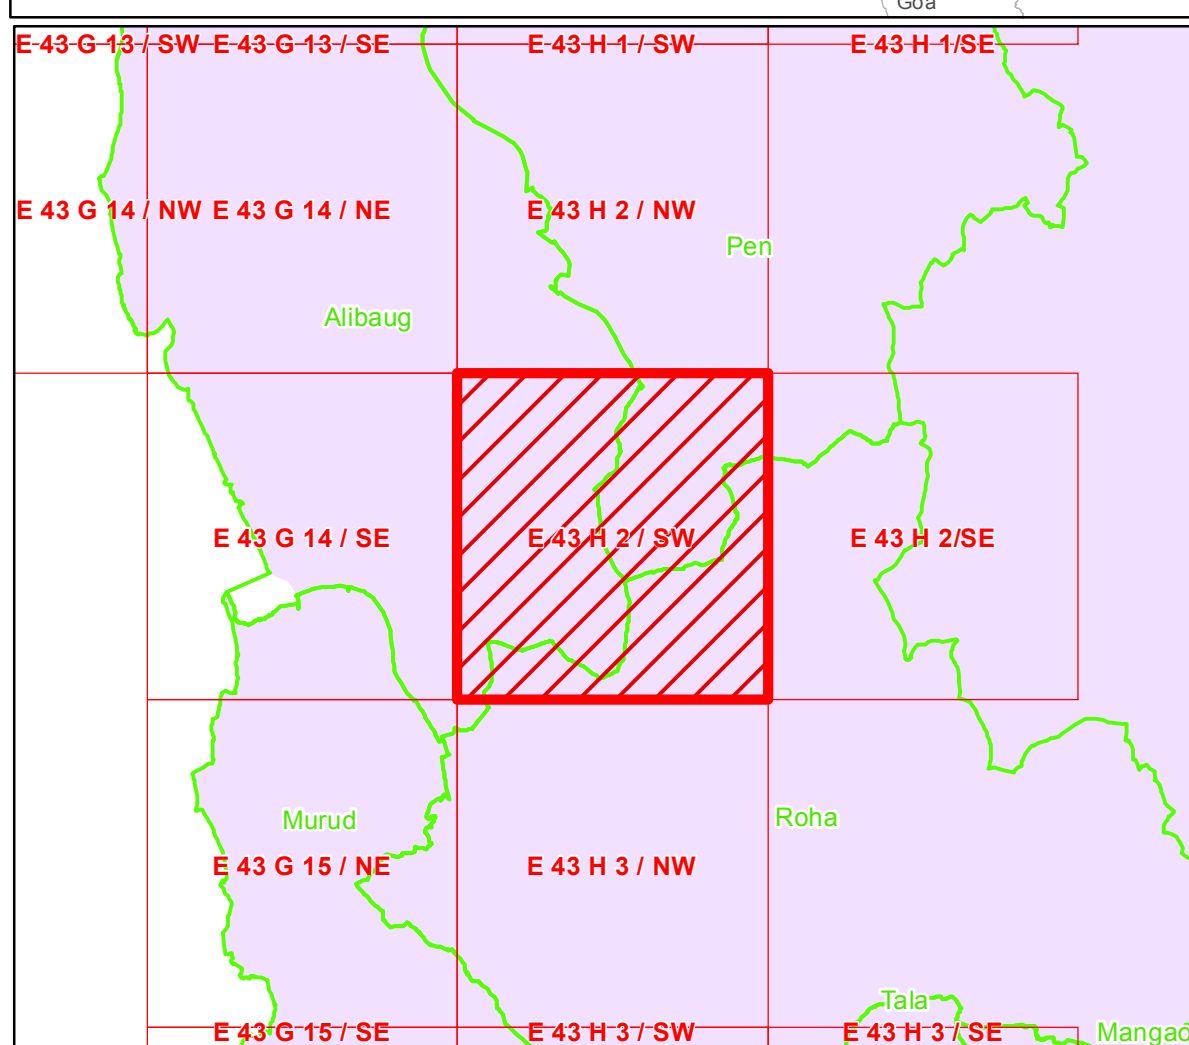 Goa
E 43 G 13 / SW E 43 G 13 / SE E 43 H 1 / SW E 43 H 1/SE
E 43 G 14 / NW E 43 G 14 / NE E 43 H 2 / NW
Pen
Alibaug
E 43 G 14 / SE E 43 H 2 / SW E 43 H 2/SE
Murud Roha
E 43 G 15 / NE E 43 H 3 / NW
Tala
E 43 G 15 / SE E 43 H 3 / SW E 43 H 3 / SE Mangao